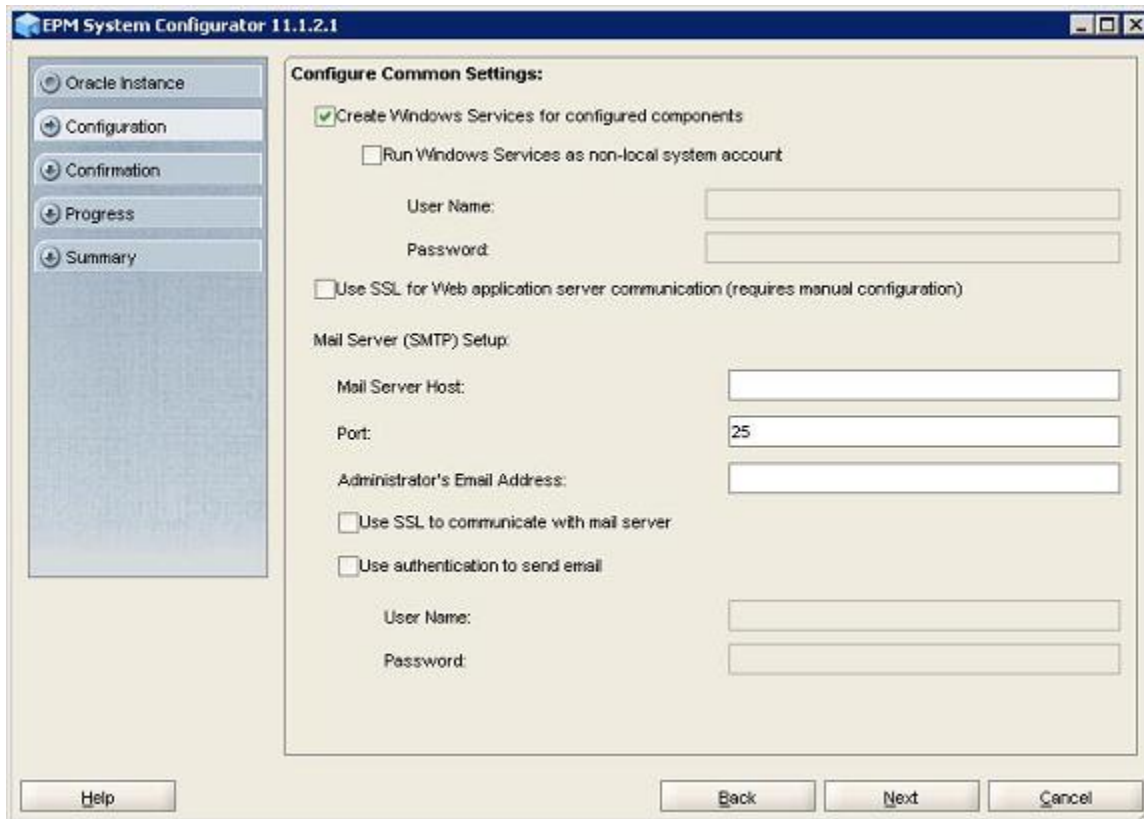 EPM System Configurator 11.1.2.1
Oracle Instance
Configuration
Confirmation
Progress
Summary
Configure Common Settings:
Create Windows Services for configured components
Run Windows Services as non-local system account
User Name:
Password:
Use SSL for Web application server communication (requires manual configuration)
Mail Server (SMTP) Setup:
Mail Server Host:
Port: 25
Administrator's Email Address:
Use SSL to communicate with mail server
Use authentication to send email
User Name:
Password:
Help Back Next Cancel